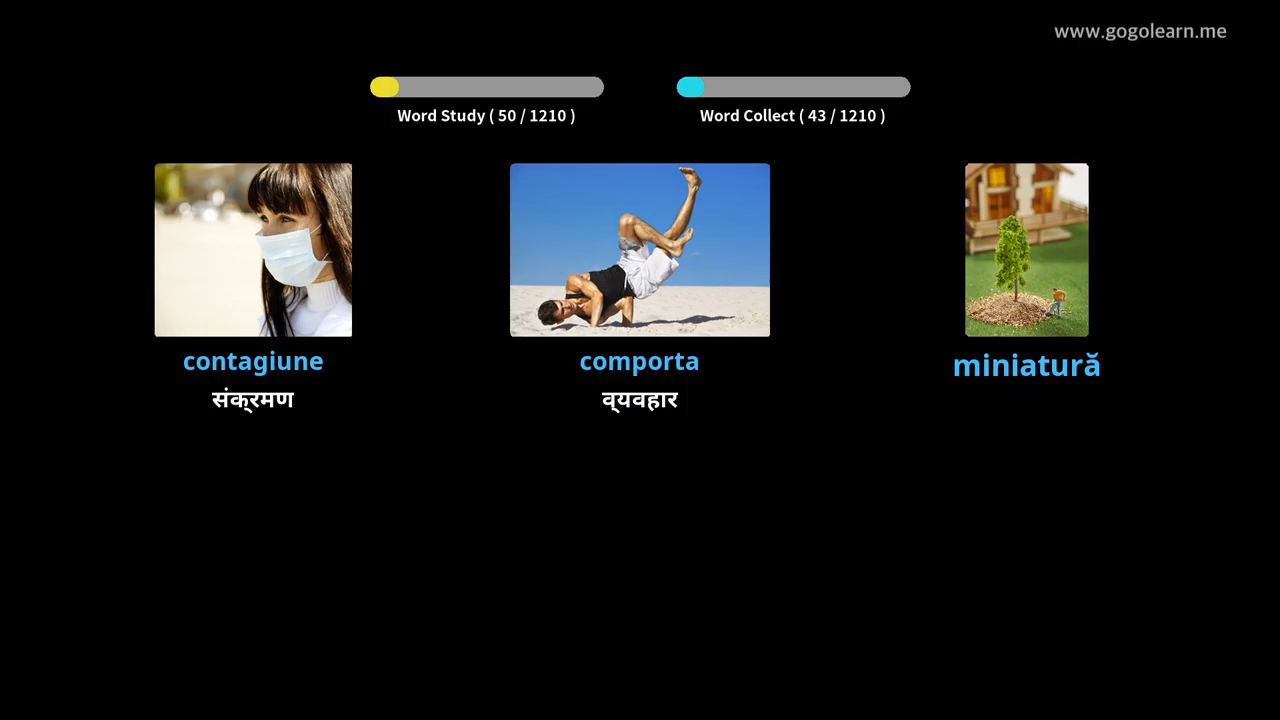 www.gogolearn.me
Word Study ( 50 / 1210 )
Word Collect ( 43 / 1210 )
contagiune
संक्रमण
comporta
व्यवहार
miniatură